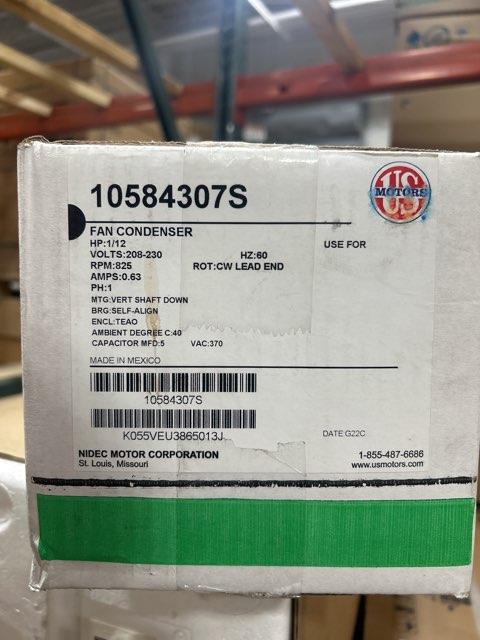 10584307S
US
MOTORS
FAN CONDENSER
HP:1/12
USE FOR
VOLTS:208-230 HZ:60
RPM:825 ROT:CW LEAD END
AMPS:0.63
PH:1
MTG:VERT SHAFT DOWN
BRG:SELF-ALIGN
ENCL:TEAO
AMBIENT DEGREE C:40
CAPACITOR MFD:5 VAC:370
MADE IN MEXICO
10584307S
K055VEU3865013J
DATE G22C
NIDEC MOTOR CORPORATION 1-855-487-6686
St. Louis, Missouri www.usmotors.com